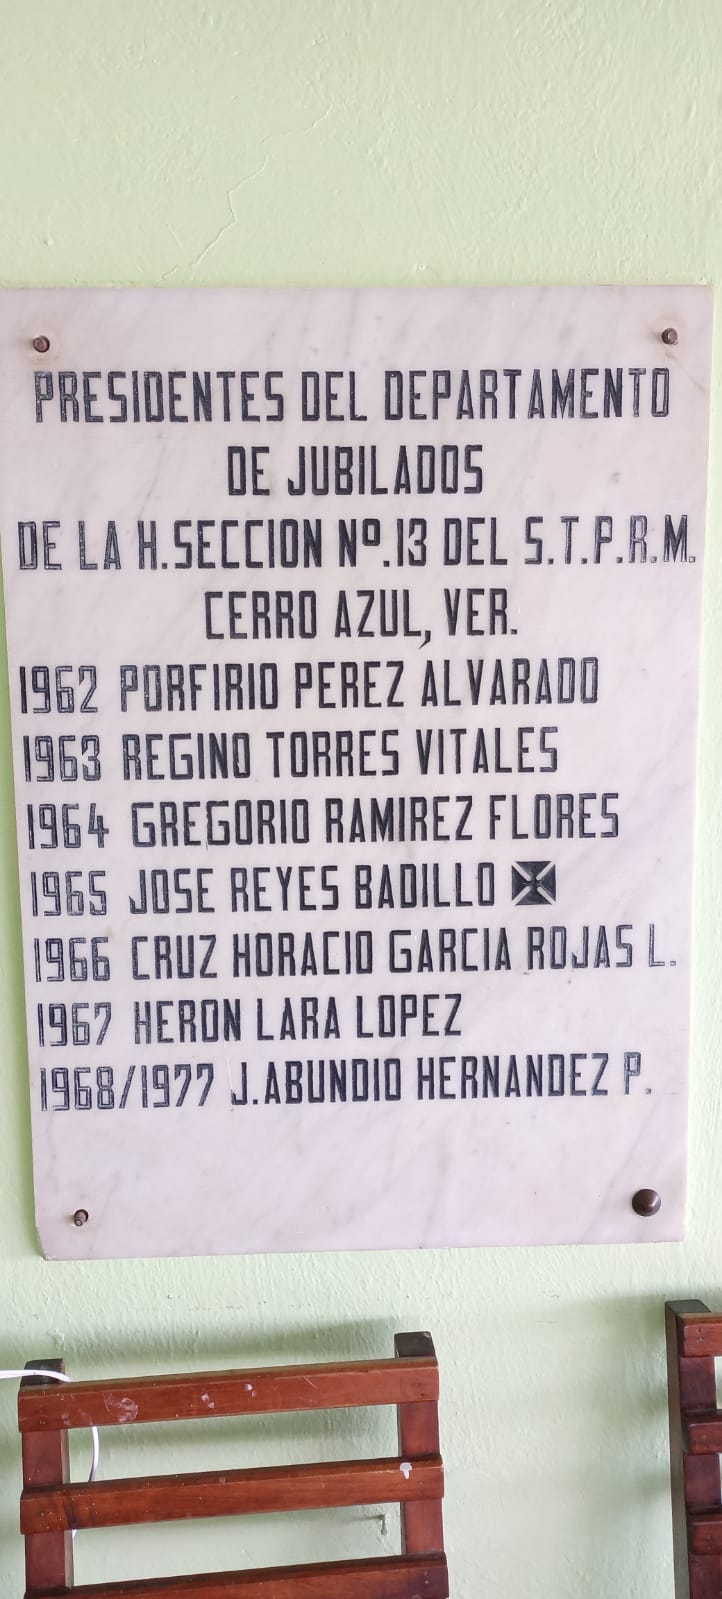 PRESIDENTES DEL DEPARTAMENTO
DE JUBILADOS
DE LA H.SECCION Nº.13 DEL S.T.P.R.M.
CERRO AZUL, VER.
1962 PORFIRIO PEREZ ALVARADO
1963 REGINO TORRES VITALES
1964 GREGORIO RAMIREZ FLORES
1965 JOSE REYES BADILLO
1966 CRUZ HORACIO GARCIA ROJAS L.
1967 HERON LARA LOPEZ
1968/1977 J.ABUNDIO HERNANDEZ P.